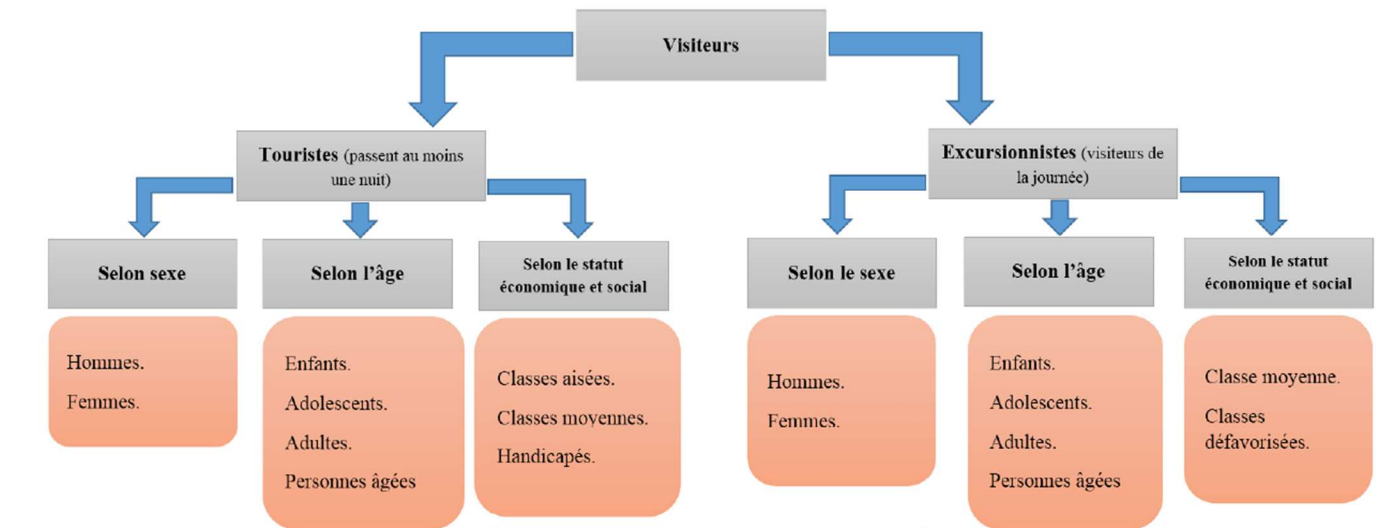 Visiteurs
Touristes (passent au moins
une nuit)
Excursionnistes (visiteurs de
la journée)
Selon sexe
Selon l'âge
Selon le statut
économique et social
Selon le sexe
Selon l'âge
Selon le statut
économique et social
Hommes.
Femmes.
Enfants.
Adolescents.
Adultes.
Personnes âgées
Classes aisées.
Classes moyennes.
Handicapés.
Hommes.
Femmes.
Enfants.
Adolescents.
Adultes.
Personnes âgées
Classe moyenne.
Classes
défavorisées.